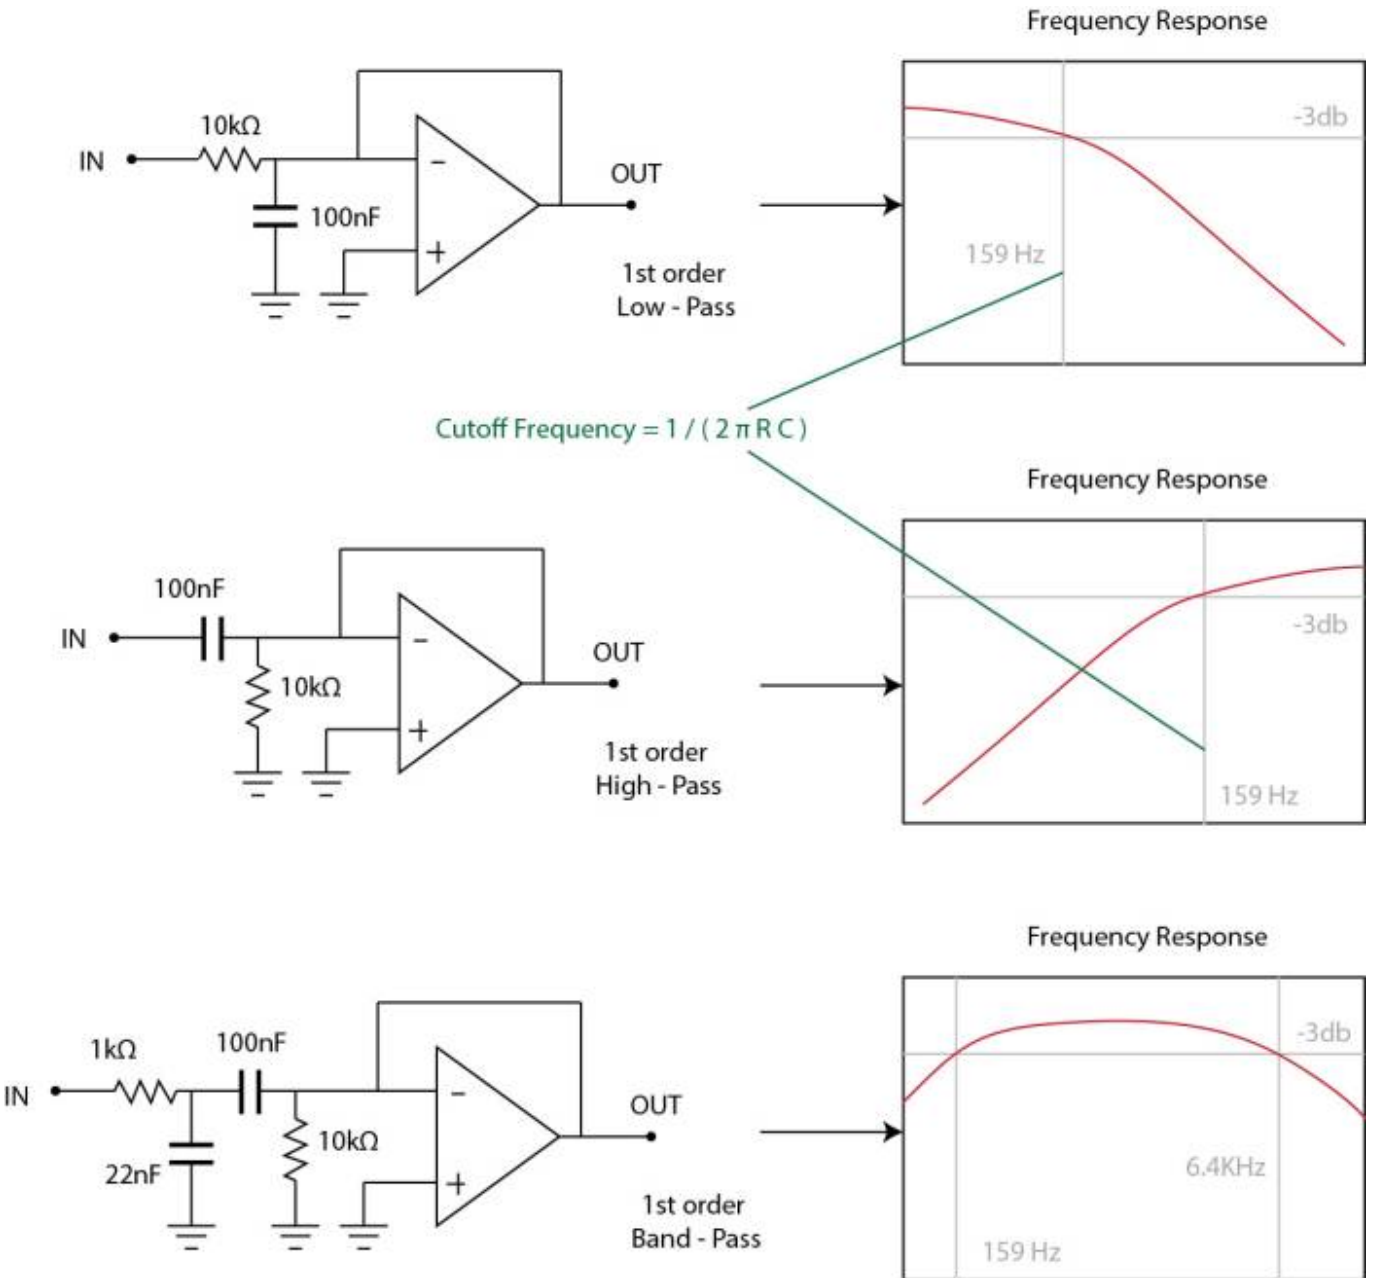 Frequency Response
10kΩ
-3db
IN
−
OUT
100nF
+
159 Hz
1st order
Low - Pass
Cutoff Frequency = 1 / ( 2 π R C )
Frequency Response
100nF
IN
−
-3db
OUT
10kΩ
+
1st order
High - Pass
159 Hz
Frequency Response
1kΩ
100nF
-3db
IN
−
OUT
10kΩ
22nF
+
6.4KHz
1st order
Band - Pass
159 Hz